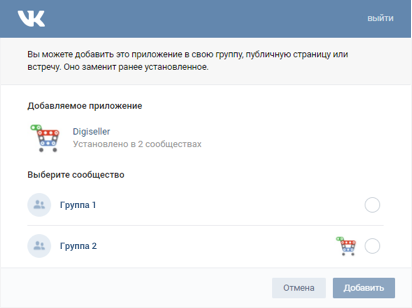 выйти
Вы можете добавить это приложение в свою группу, публичную страницу или
встречу. Оно заменит ранее установленное.
Добавляемое приложение
Digiseller
Установлено в 2 сообществах
Выберите сообщество
Группа 1
Группа 2
Отмена
Добавить